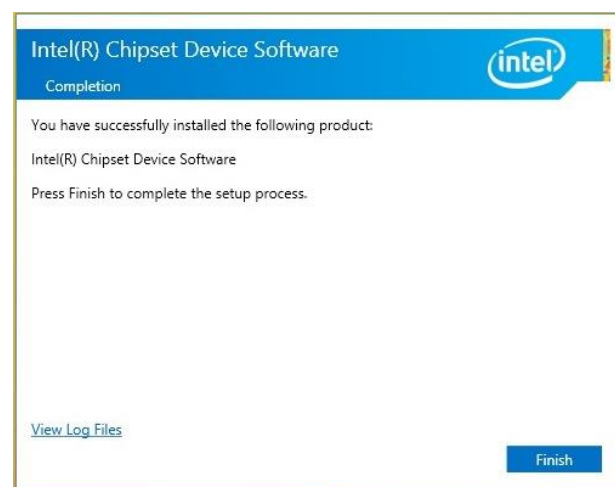 Intel(R) Chipset Device Software
intel
Completion
You have successfully installed the following product:
Intel(R) Chipset Device Software
Press Finish to complete the setup process.
View Log Files
Finish